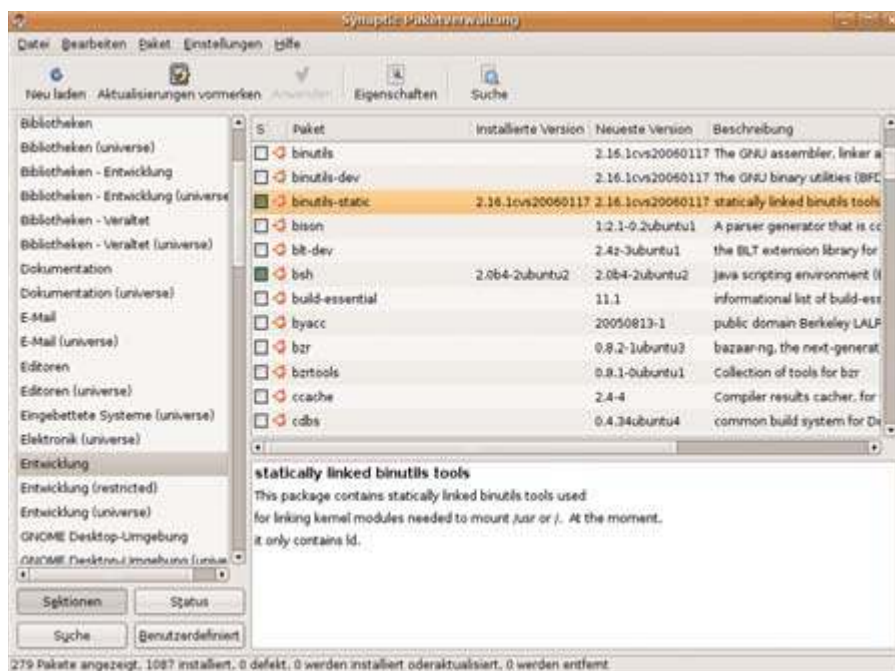 Synaptic Paketverwaltung
Datei Bearbeiten Paket Einstellungen Hilfe
Neu laden Aktualisierungen vormerken Anwenden Eigenschaften Suche
Bibliotheken
Bibliotheken (universe)
Bibliotheken - Entwicklung
Bibliotheken - Entwicklung (universe
Bibliotheken - Veraltet
Bibliotheken - Veraltet (universe)
Dokumentation
Dokumentation (universe)
E-Mail
E-Mail (universe)
Editoren
Editoren (universe)
Eingebettete Systeme (universe)
Elektronik (universe)
Entwicklung
Entwicklung (restricted)
Entwicklung (universe)
GNOME Desktop-Umgebung
GNOME Desktop-Umgebung (unive
Sektionen Status
Suche Benutzerdefiniert
S Paket Installierte Version Neueste Version Beschreibung
binutils 2.16.1cvs20060117 The GNU assembler, linker a
binutils-dev 2.16.1cvs20060117 The GNU binary utilities (BFD
binutils-static 2.16.1cvs20060117 2.16.1cvs20060117 statically linked binutils tools
bison 1:2.1-0.2ubuntu1 A parser generator that is co
blt-dev 2.4z-3ubuntu1 the BLT extension library for
bsh 2.0b4-2ubuntu2 2.0b4-2ubuntu2 Java scripting environment (
build-essential 11.1 informational list of build-ess
byacc 20050813-1 public domain Berkeley LALR
bzr 0.8.2-1ubuntu3 bazaar-ng, the next-generat
bzrtools 0.8.1-0ubuntu1 Collection of tools for bzr
ccache 2.4-4 Compiler results cacher, for
cdbs 0.4.34ubuntu4 common build system for De
statically linked binutils tools
This package contains statically linked binutils tools used
for linking kernel modules needed to mount /usr or /. At the moment,
it only contains ld.
279 Pakete angezeigt, 1087 installiert, 0 defekt, 0 werden installiert oderaktualisiert, 0 werden entfernt